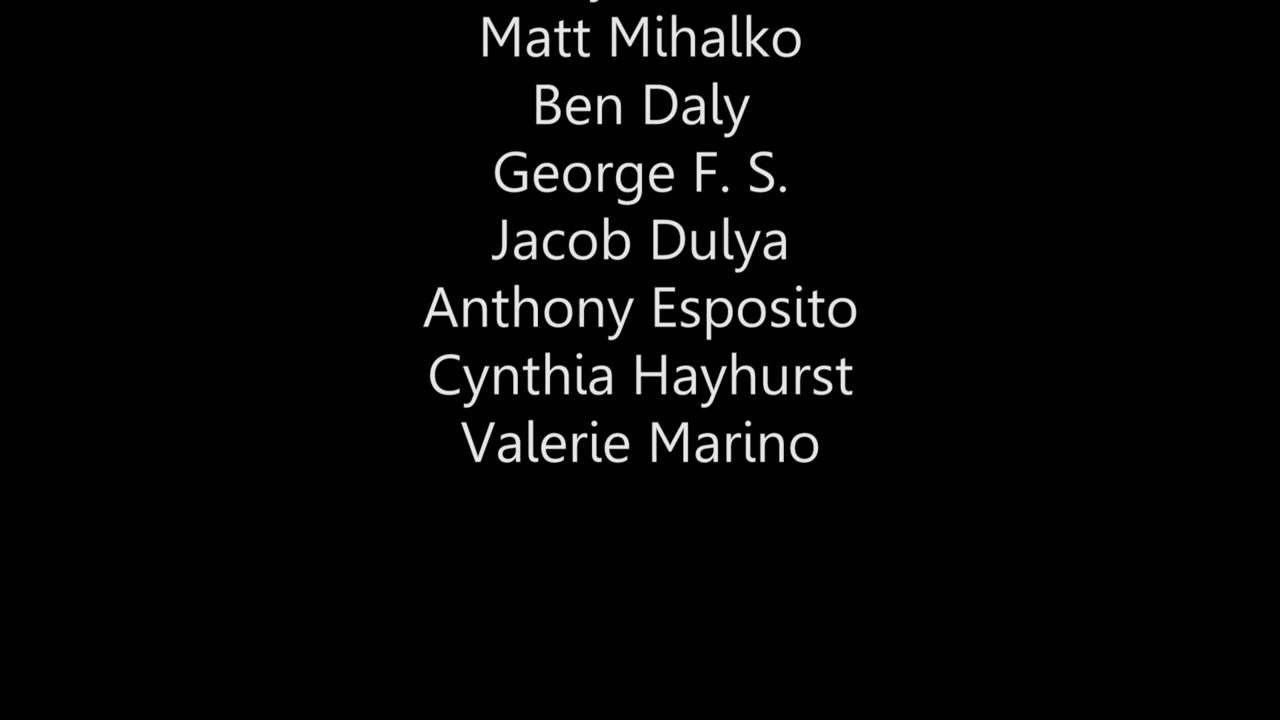 Matt Mihalko
Ben Daly
George F. S.
Jacob Dulya
Anthony Esposito
Cynthia Hayhurst
Valerie Marino